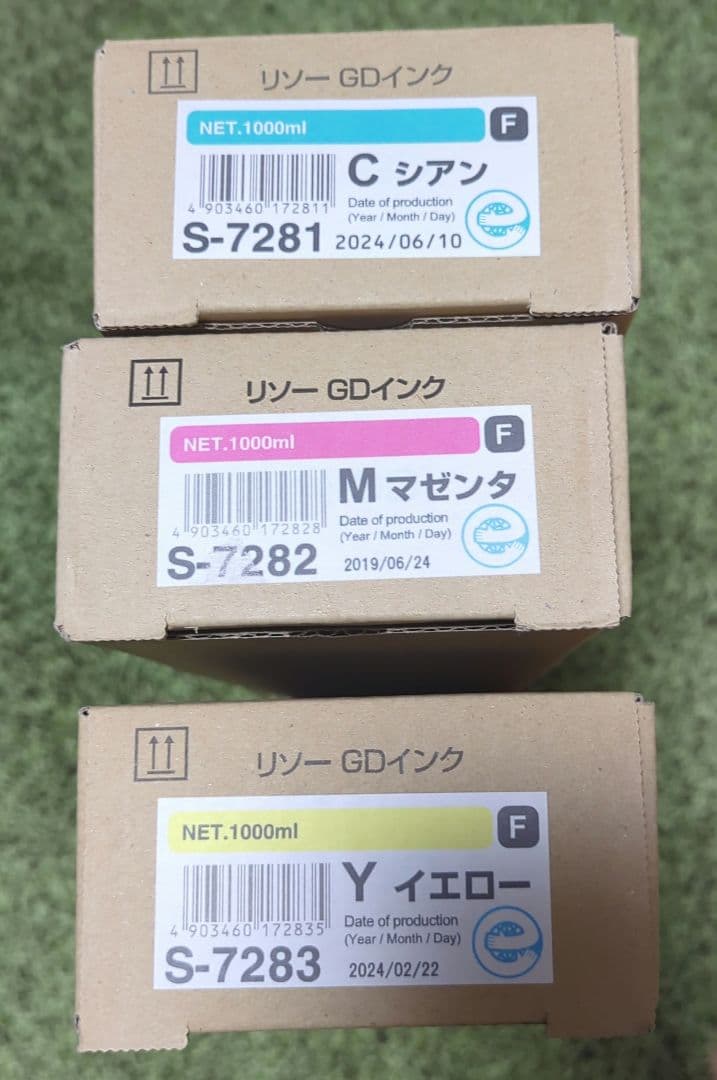 リソー GDインク
NET.1000ml F
C シアン
4 903460 172811
Date of production
(Year / Month / Day)
S-7281 2024/06/10
リソー GDインク
NET.1000ml F
M マゼンタ
4 903460 172828
Date of production
(Year / Month / Day)
S-7282 2019/06/24
リソー GDインク
NET.1000ml F
Y イエロー
4 903460 172835
Date of production
(Year / Month / Day)
S-7283 2024/02/22